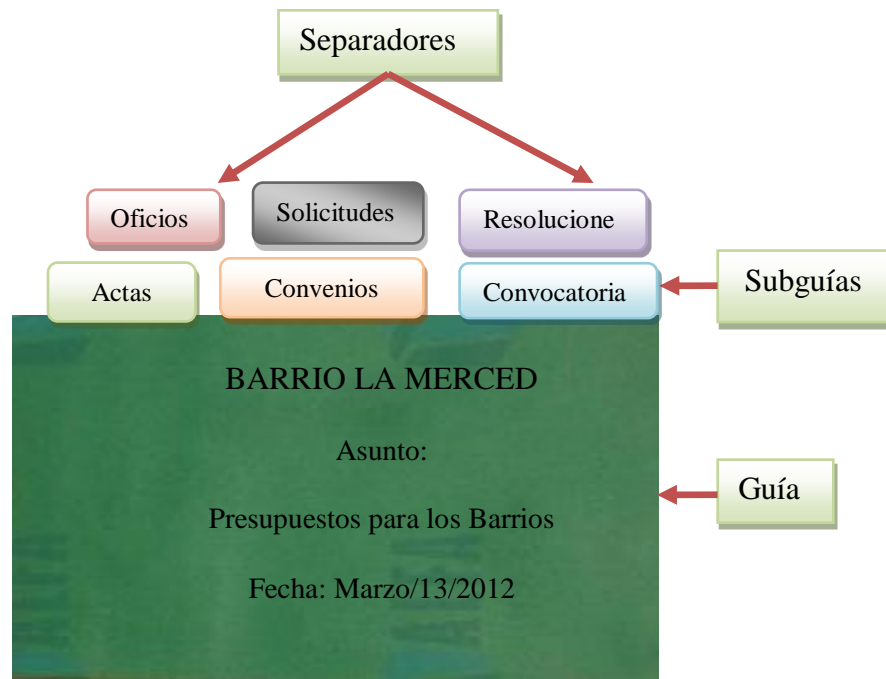 Separadores
Oficios
Solicitudes
Resolucione
Actas
Convenios
Convocatoria
Subguías
BARRIO LA MERCED
Asunto:
Presupuestos para los Barrios
Guía
Fecha: Marzo/13/2012